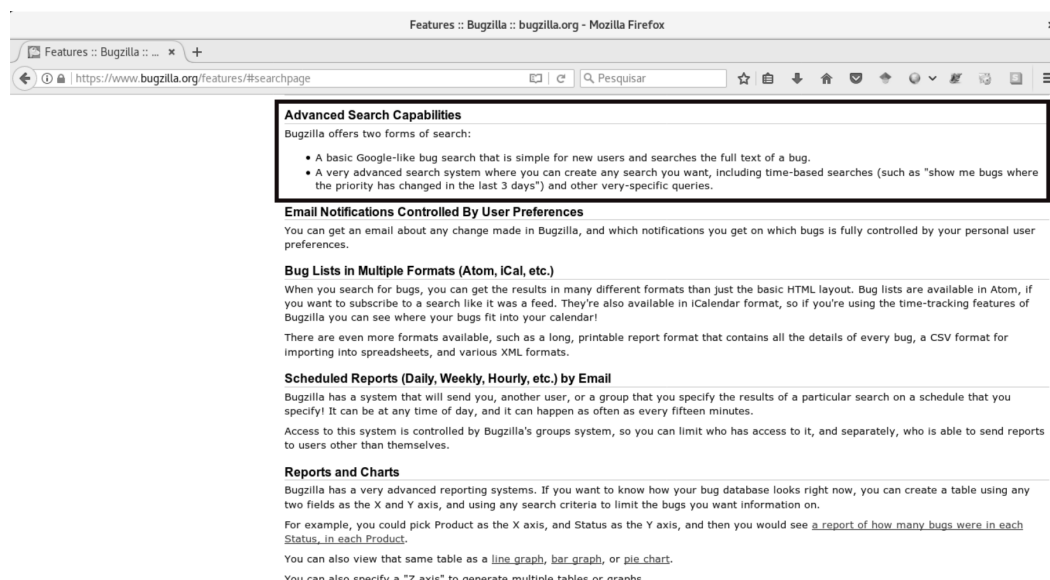 Features :: Bugzilla :: bugzilla.org - Mozilla Firefox
Features :: Bugzilla :: ...
https://www.bugzilla.org/features/#searchpage
Pesquisar
Advanced Search Capabilities
Bugzilla offers two forms of search:
• A basic Google-like bug search that is simple for new users and searches the full text of a bug.
• A very advanced search system where you can create any search you want, including time-based searches (such as "show me bugs where
the priority has changed in the last 3 days") and other very-specific queries.
Email Notifications Controlled By User Preferences
You can get an email about any change made in Bugzilla, and which notifications you get on which bugs is fully controlled by your personal user
preferences.
Bug Lists in Multiple Formats (Atom, iCal, etc.)
When you search for bugs, you can get the results in many different formats than just the basic HTML layout. Bug lists are available in Atom, if
you want to subscribe to a search like it was a feed. They're also available in iCalendar format, so if you're using the time-tracking features of
Bugzilla you can see where your bugs fit into your calendar!
There are even more formats available, such as a long, printable report format that contains all the details of every bug, a CSV format for
importing into spreadsheets, and various XML formats.
Scheduled Reports (Daily, Weekly, Hourly, etc.) by Email
Bugzilla has a system that will send you, another user, or a group that you specify the results of a particular search on a schedule that you
specify! It can be at any time of day, and it can happen as often as every fifteen minutes.
Access to this system is controlled by Bugzilla's groups system, so you can limit who has access to it, and separately, who is able to send reports
to users other than themselves.
Reports and Charts
Bugzilla has a very advanced reporting systems. If you want to know how your bug database looks right now, you can create a table using any
two fields as the X and Y axis, and using any search criteria to limit the bugs you want information on.
For example, you could pick Product as the X axis, and Status as the Y axis, and then you would see a report of how many bugs were in each
Status, in each Product.
You can also view that same table as a line graph, bar graph, or pie chart.
You can also specify a "Z axis" to generate multiple tables or graphs.